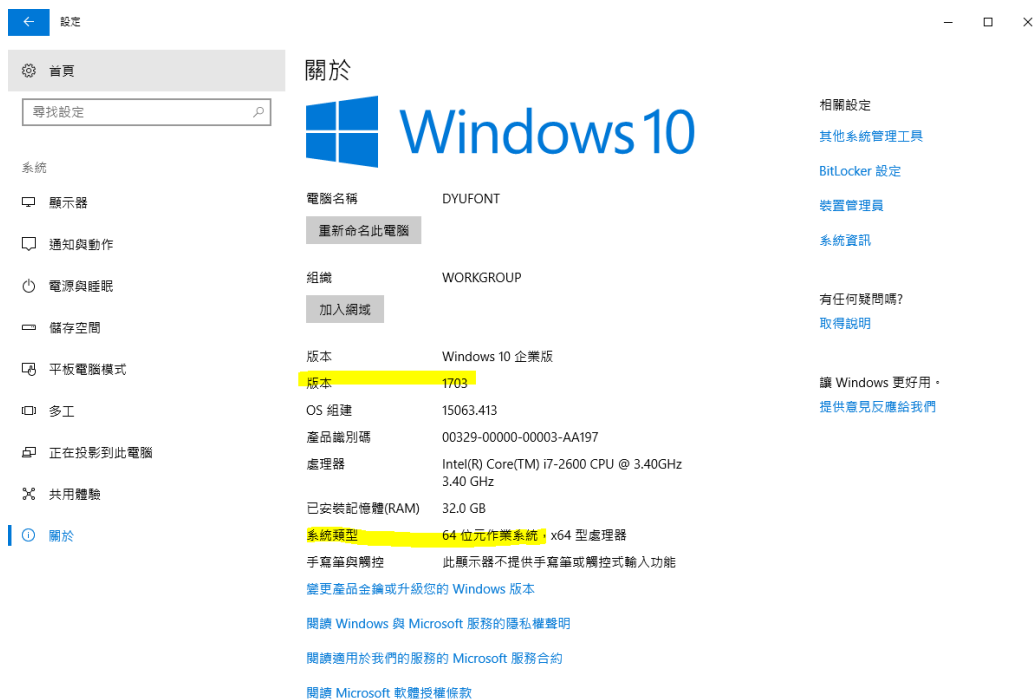 設定
首頁
尋找設定
系統
顯示器
通知與動作
電源與睡眠
儲存空間
平板電腦模式
多工
正在投影到此電腦
共用體驗
關於
關於
Windows 10
電腦名稱 DYUFONT
重新命名此電腦
組織 WORKGROUP
加入網域
版本 Windows 10 企業版
版本 1703
OS 組建 15063.413
產品識別碼 00329-00000-00003-AA197
處理器 Intel(R) Core(TM) i7-2600 CPU @ 3.40GHz
3.40 GHz
已安裝記憶體(RAM) 32.0 GB
系統類型 64 位元作業系統，x64 型處理器
手寫筆與觸控 此顯示器不提供手寫筆或觸控式輸入功能
變更產品金鑰或升級您的 Windows 版本
閱讀 Windows 與 Microsoft 服務的隱私權聲明
閱讀適用於我們的服務的 Microsoft 服務合約
閱讀 Microsoft 軟體授權條款
相關設定
其他系統管理工具
BitLocker 設定
裝置管理員
系統資訊
有任何疑問嗎?
取得說明
讓 Windows 更好用。
提供意見反應給我們